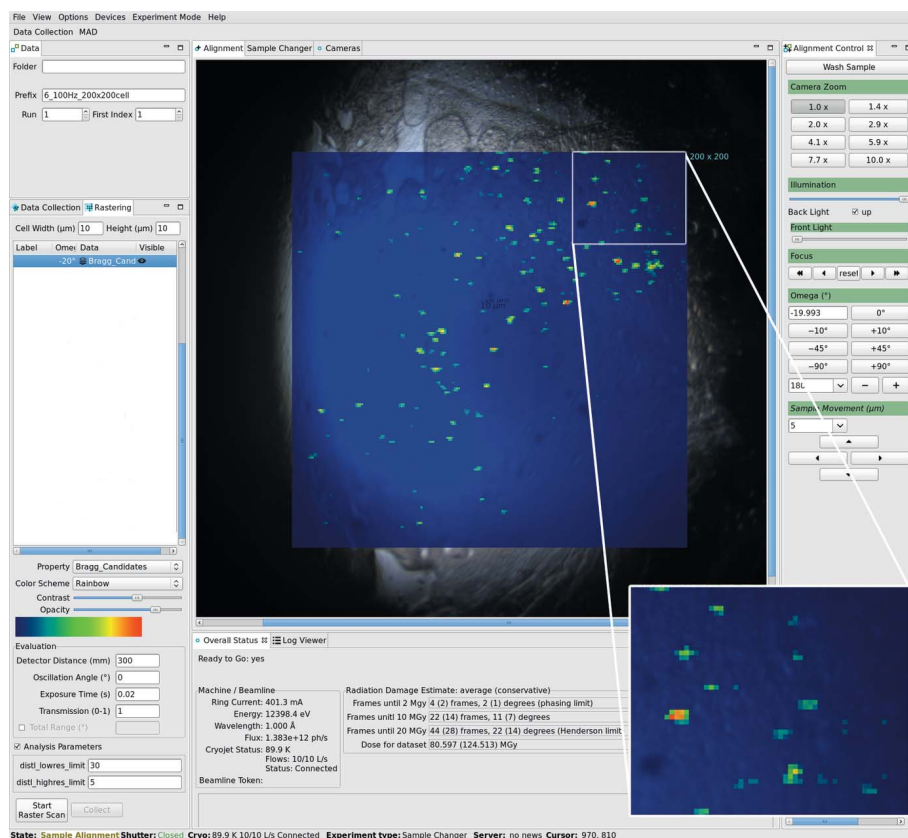 File View Options Devices Experiment Mode Help
Data Collection MAD
Data
Folder
Prefix 6_100Hz_200x200cell
Run 1 First Index 1
Data Collection Rastering
Cell Width (µm) 10 Height (µm) 10
Label Ome Data Visible
-20° Bragg_Cand
Property Bragg_Candidates
Color Scheme Rainbow
Contrast
Opacity
Evaluation
Detector Distance (mm) 300
Oscillation Angle (°) 0
Exposure Time (s) 0.02
Transmission (0-1) 1
Total Range (°)
Analysis Parameters
distl_lowres_limit 30
distl_highres_limit 5
Start
Raster Scan
Collect
Alignment Sample Changer Cameras
200 x 200
10 µm
Overall Status Log Viewer
Ready to Go: yes
Machine / Beamline
Ring Current: 401.3 mA
Energy: 12398.4 eV
Wavelength: 1.000 Å
Flux: 1.383e+12 ph/s
Cryojet Status: 89.9 K
Flows: 10/10 L/s
Status: Connected
Beamline Token:
Radiation Damage Estimate: average (conservative)
Frames until 2 MGy 4 (2) frames, 2 (1) degrees (phasing limit)
Frames until 10 MGy 22 (14) frames, 11 (7) degrees
Frames until 20 MGy 44 (28) frames, 22 (14) degrees (Henderson limit
Dose for dataset 80.597 (124.513) MGy
Alignment Control
Wash Sample
Camera Zoom
1.0 x 1.4 x
2.0 x 2.9 x
4.1 x 5.9 x
7.7 x 10.0 x
Illumination
Back Light up
Front Light
Focus
reset
Omega (°)
-19.993 0°
−10° +10°
−45° +45°
−90° +90°
180 − +
Sample Movement (µm)
5
State: Sample Alignment Shutter: Closed Cryo: 89.9 K 10/10 L/s Connected Experiment type: Sample Changer Server: no news Cursor: 970, 810